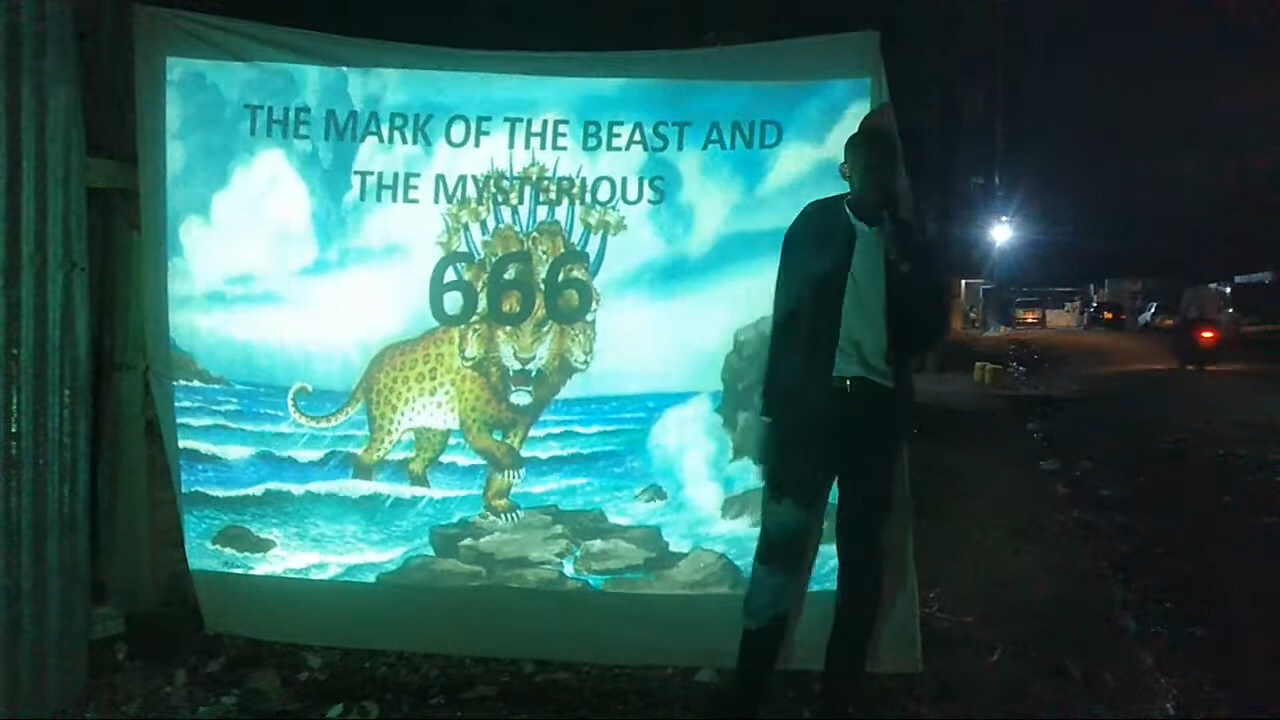 THE MARK OF THE BEAST AND
THE MYSTERIOUS
666